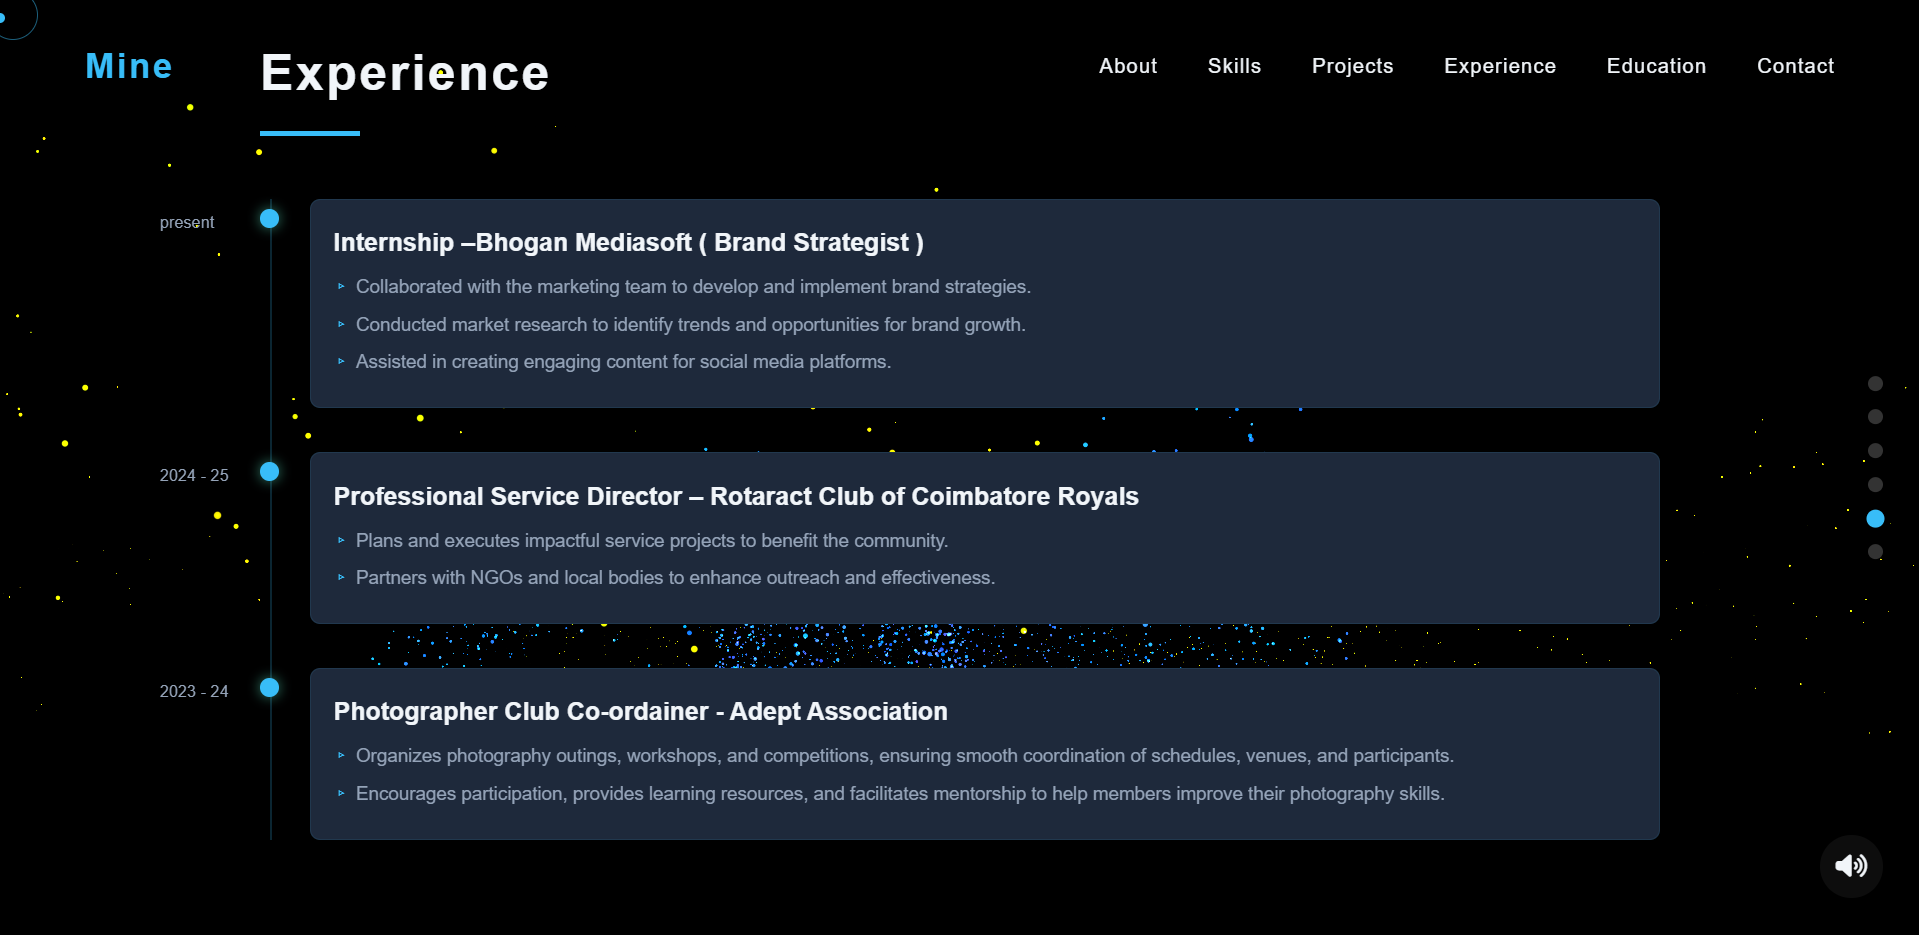 Mine
Experience
About
Skills
Projects
Experience
Education
Contact
present
Internship –Bhogan Mediasoft ( Brand Strategist )
Collaborated with the marketing team to develop and implement brand strategies.
Conducted market research to identify trends and opportunities for brand growth.
Assisted in creating engaging content for social media platforms.
2024 - 25
Professional Service Director – Rotaract Club of Coimbatore Royals
Plans and executes impactful service projects to benefit the community.
Partners with NGOs and local bodies to enhance outreach and effectiveness.
2023 - 24
Photographer Club Co-ordainer - Adept Association
Organizes photography outings, workshops, and competitions, ensuring smooth coordination of schedules, venues, and participants.
Encourages participation, provides learning resources, and facilitates mentorship to help members improve their photography skills.